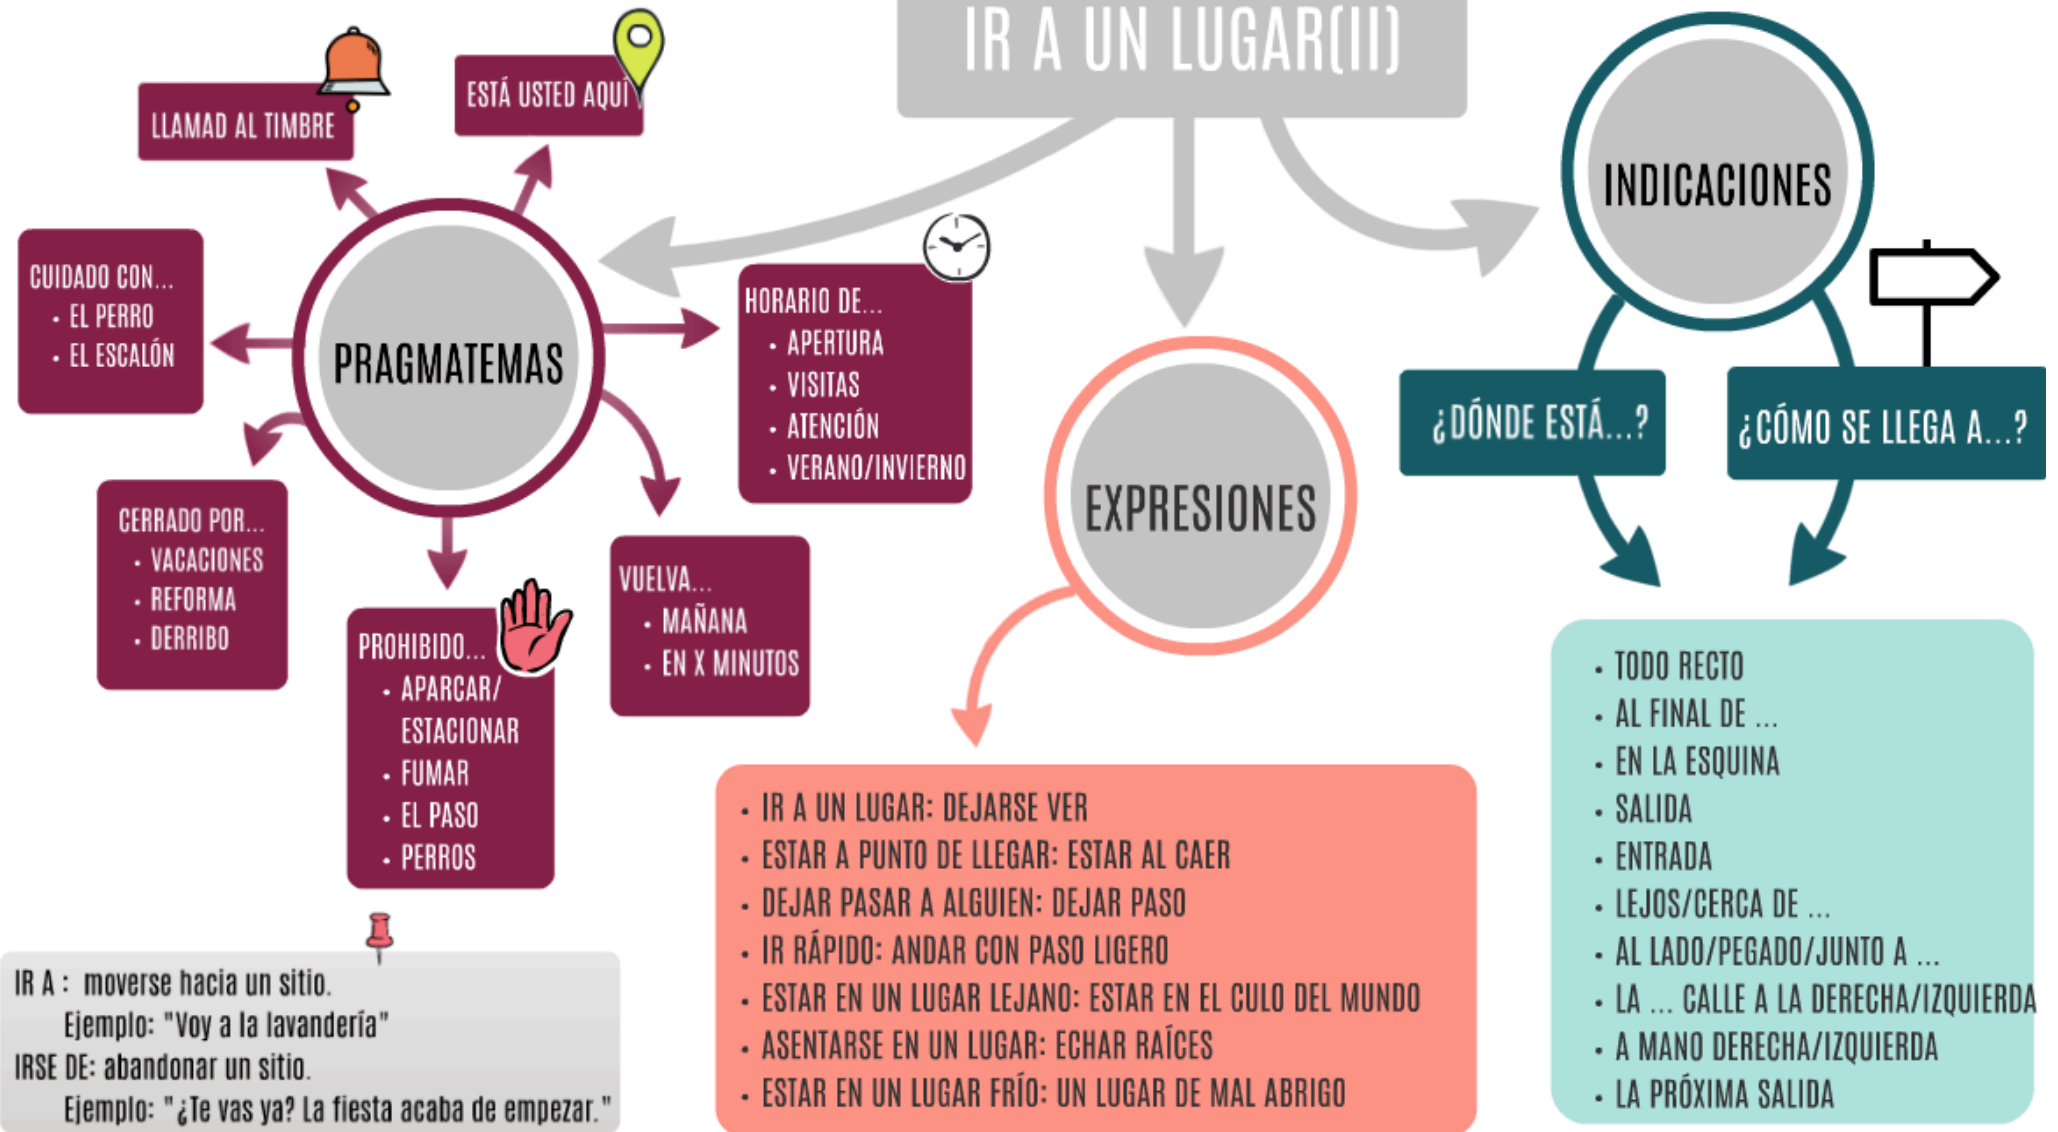 IR A UN LUGAR(II)
PRAGMATEMAS
LLAMAD AL TIMBRE
ESTÁ USTED AQUÍ
CUIDADO CON...
• EL PERRO
• EL ESCALÓN
CERRADO POR...
• VACACIONES
• REFORMA
• DERRIBO
PROHIBIDO...
• APARCAR/
ESTACIONAR
• FUMAR
• EL PASO
• PERROS
VUELVA...
• MAÑANA
• EN X MINUTOS
HORARIO DE...
• APERTURA
• VISITAS
• ATENCIÓN
• VERANO/INVIERNO
EXPRESIONES
• IR A UN LUGAR: DEJARSE VER
• ESTAR A PUNTO DE LLEGAR: ESTAR AL CAER
• DEJAR PASAR A ALGUIEN: DEJAR PASO
• IR RÁPIDO: ANDAR CON PASO LIGERO
• ESTAR EN UN LUGAR LEJANO: ESTAR EN EL CULO DEL MUNDO
• ASENTARSE EN UN LUGAR: ECHAR RAÍCES
• ESTAR EN UN LUGAR FRÍO: UN LUGAR DE MAL ABRIGO
INDICACIONES
¿DÓNDE ESTÁ...?
¿CÓMO SE LLEGA A...?
• TODO RECTO
• AL FINAL DE ...
• EN LA ESQUINA
• SALIDA
• ENTRADA
• LEJOS/CERCA DE ...
• AL LADO/PEGADO/JUNTO A ...
• LA ... CALLE A LA DERECHA/IZQUIERDA
• A MANO DERECHA/IZQUIERDA
• LA PRÓXIMA SALIDA
IR A : moverse hacia un sitio.
Ejemplo: "Voy a la lavandería"
IRSE DE: abandonar un sitio.
Ejemplo: "¿Te vas ya? La fiesta acaba de empezar."